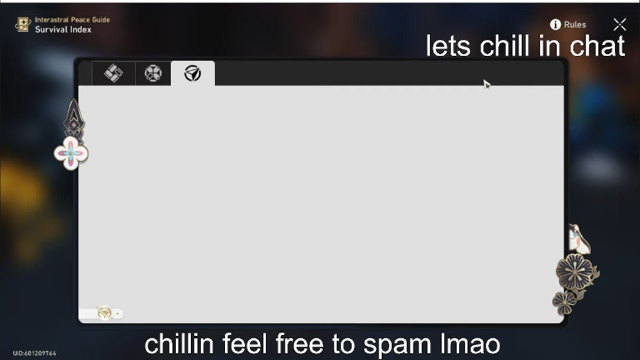 Interastral Peace Guide
Survival Index
Rules
lets chill in chat
chillin feel free to spam lmao
UID:601209764